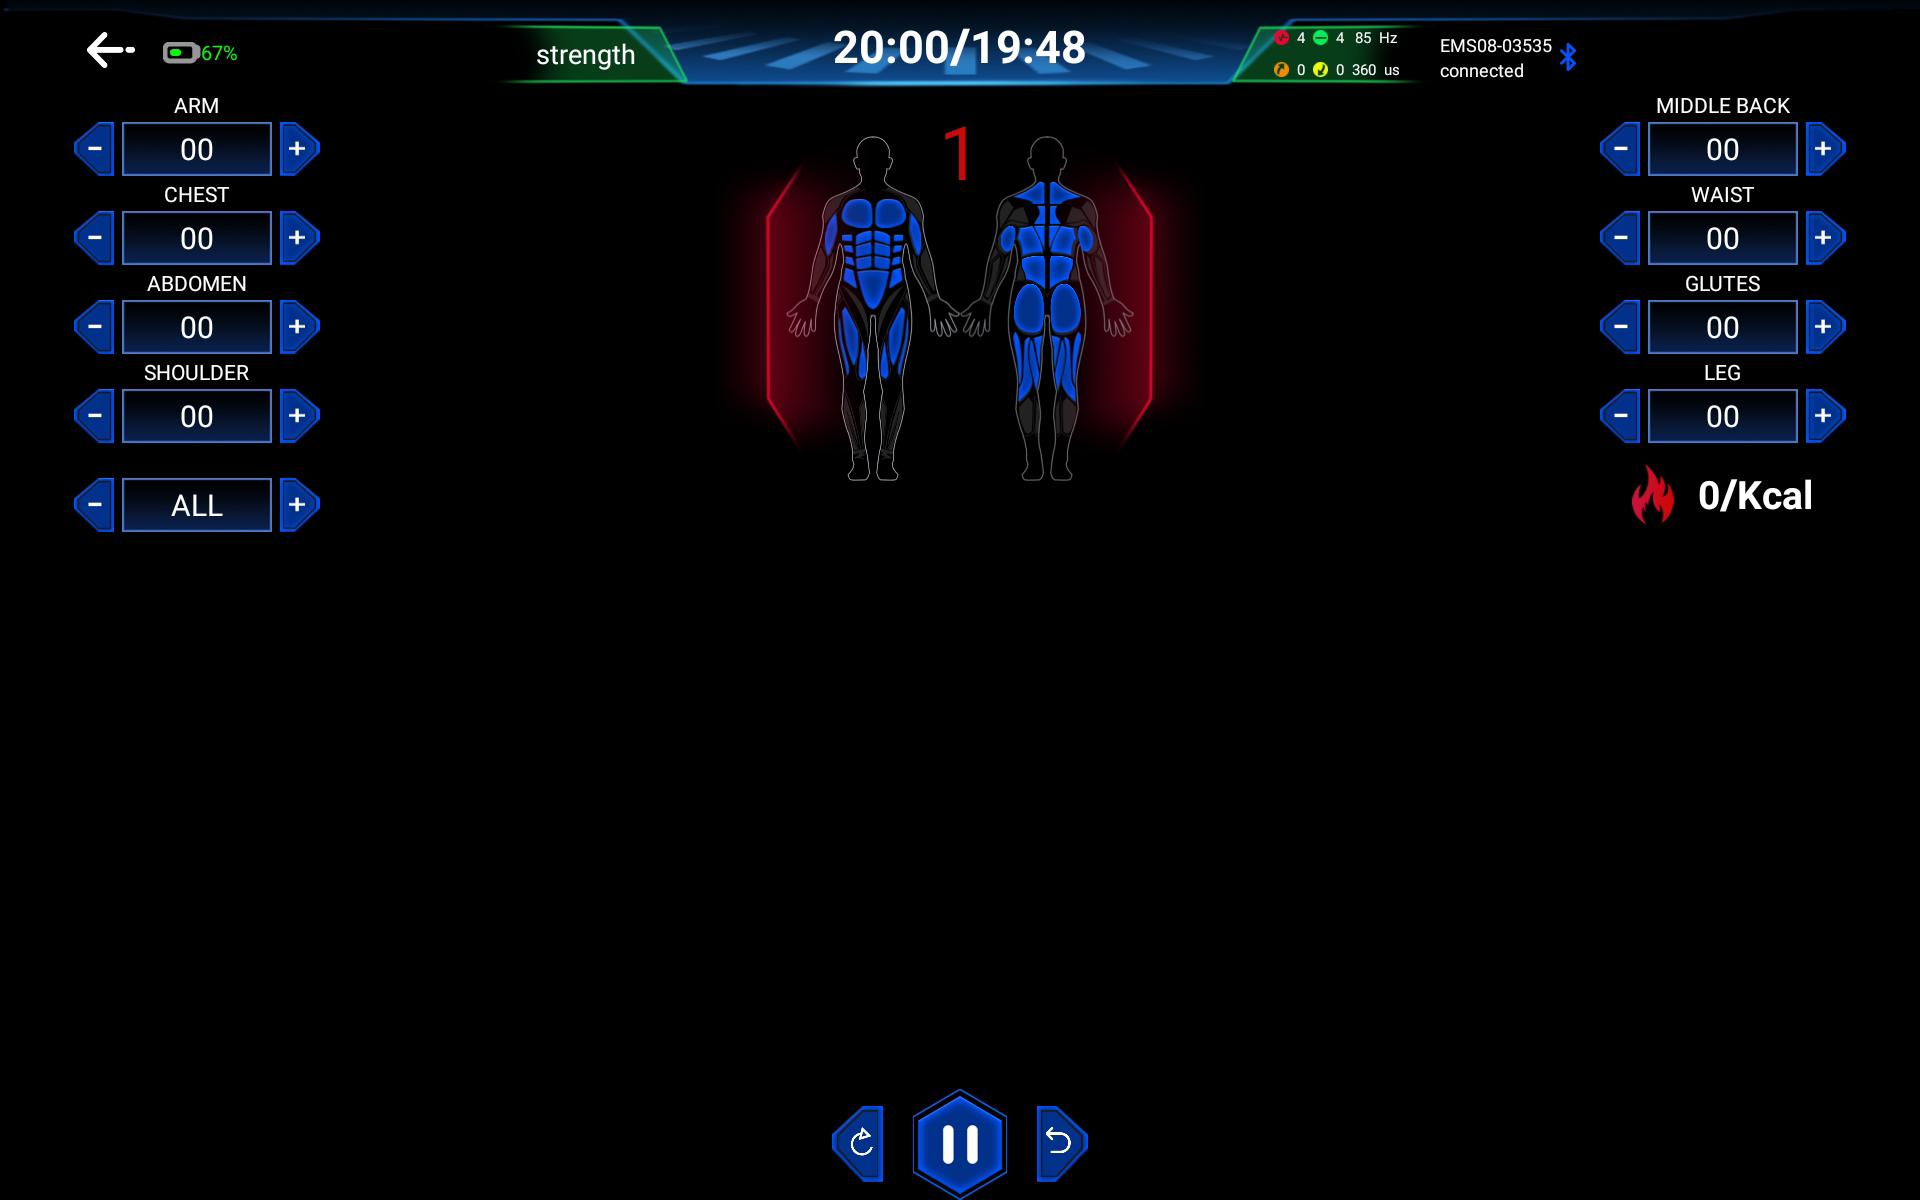 67%
strength
20:00/19:48
4 4 85 Hz
0 0 360 us
EMS08-03535
connected
ARM
- 00 +
CHEST
- 00 +
ABDOMEN
- 00 +
SHOULDER
- 00 +
- ALL +
1
MIDDLE BACK
- 00 +
WAIST
- 00 +
GLUTES
- 00 +
LEG
- 00 +
0/Kcal